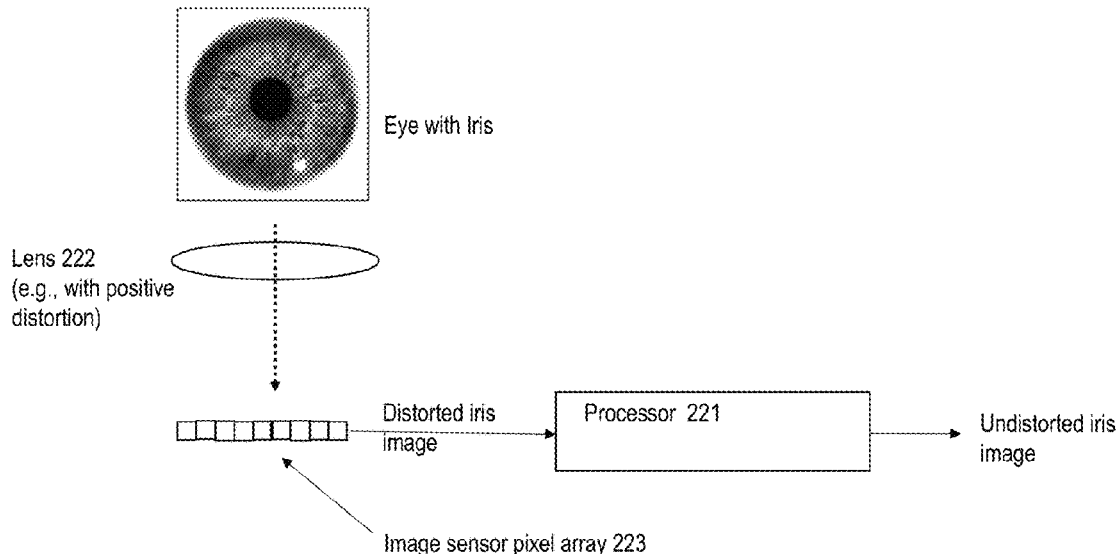 Eye with Iris
Lens 222
(e.g., with positive
distortion)
Distorted iris
image
Processor 221
Undistorted iris
image
Image sensor pixel array 223